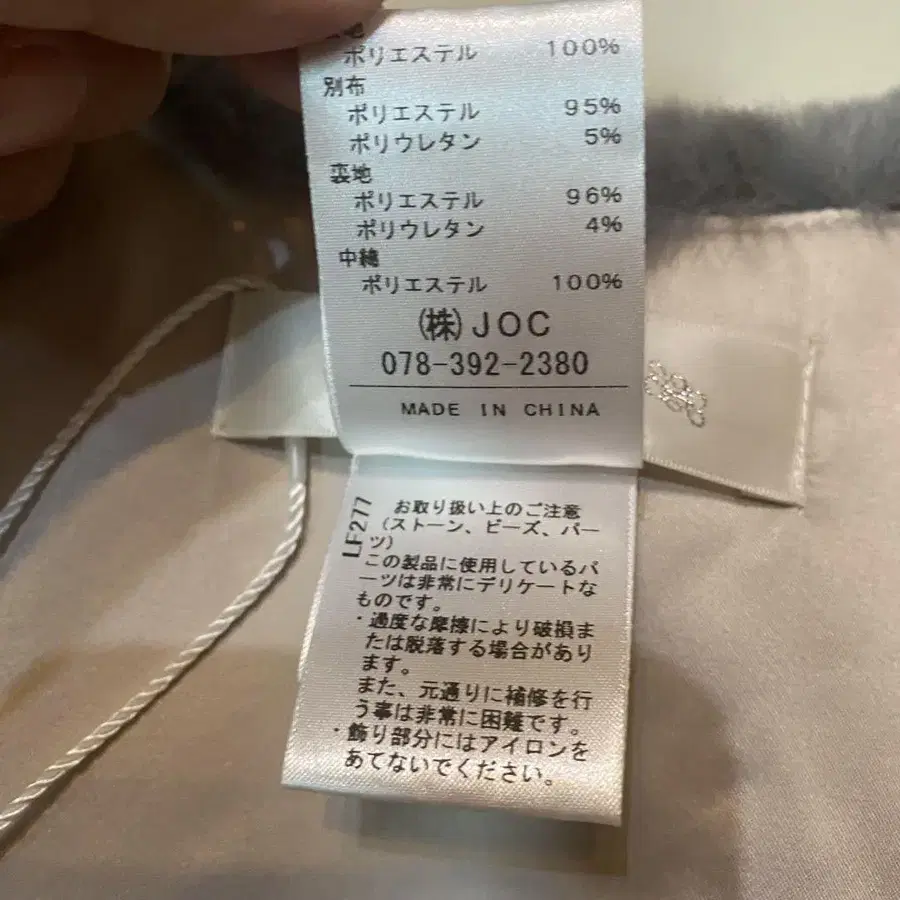 ポリエステル 100%
別布
ポリエステル 95%
ポリウレタン 5%
裏地
ポリエステル 96%
ポリウレタン 4%
中綿
ポリエステル 100%
(株)JOC
078-392-2380
MADE IN CHINA
LF277
お取り扱い上のご注意
(ストーン、ビーズ、パー
ツ)
この製品に使用しているパ
ーツは非常にデリケートな
ものです。
・過度な摩擦により破損ま
たは脱落する場合があり
ます。
また、元通りに補修を行
う事は非常に困難です。
・飾り部分にはアイロンを
あてないでください。